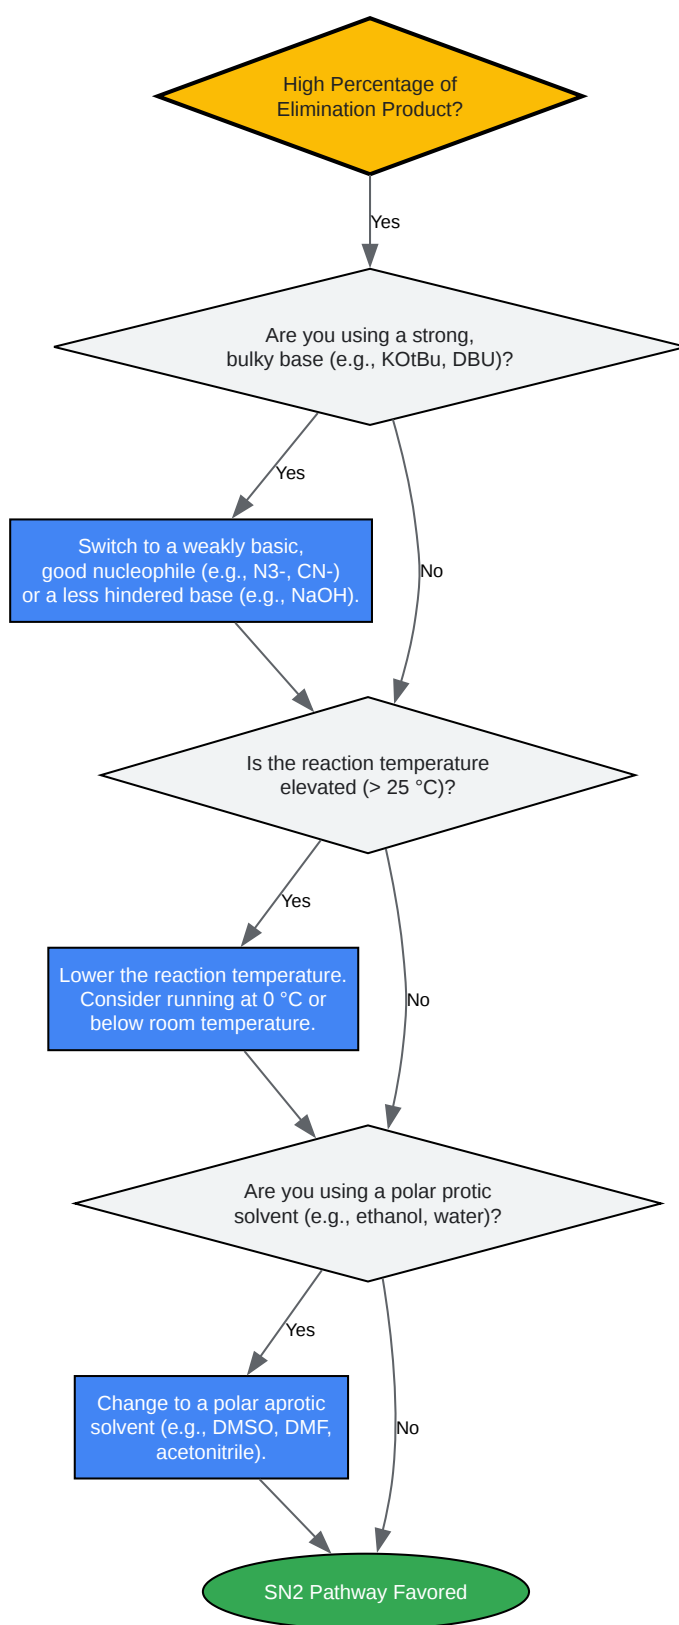 High Percentage of
Elimination Product?
Yes
Are you using a strong,
bulky base (e.g., KOtBu, DBU)?
Yes
No
Switch to a weakly basic,
good nucleophile (e.g., N3-, CN-)
or a less hindered base (e.g., NaOH).
Is the reaction temperature
elevated (> 25 °C)?
Yes
No
Lower the reaction temperature.
Consider running at 0 °C or
below room temperature.
Are you using a polar protic
solvent (e.g., ethanol, water)?
Yes
No
Change to a polar aprotic
solvent (e.g., DMSO, DMF,
acetonitrile).
SN2 Pathway Favored